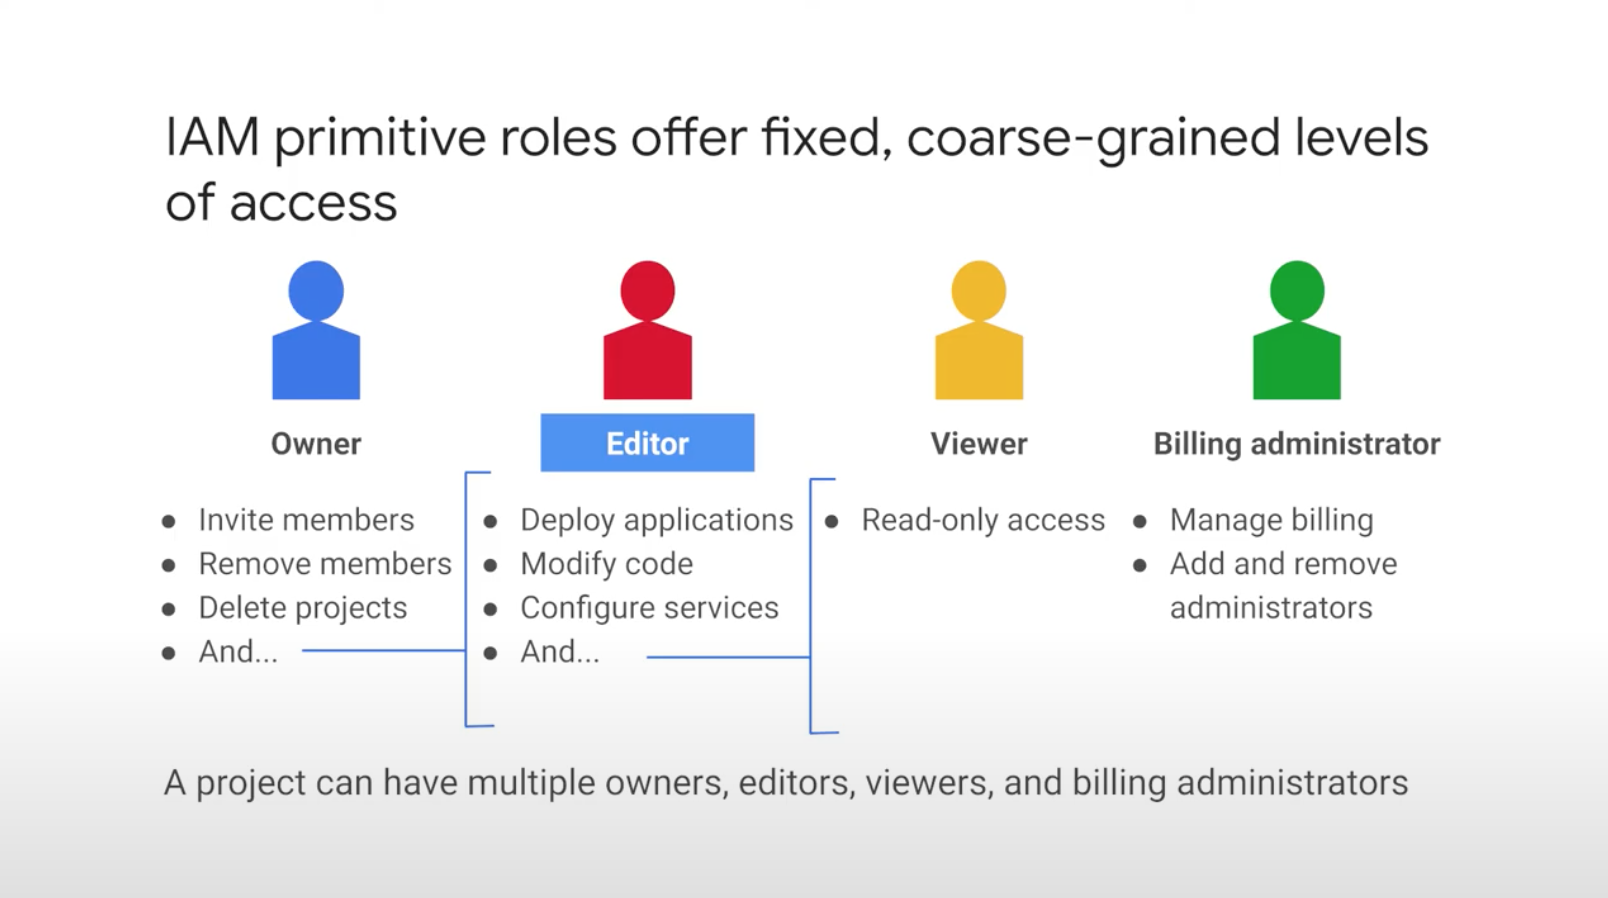 IAM primitive roles offer fixed, coarse-grained levels
of access
Owner
Invite members
Remove members
Delete projects
And...
Editor
Deploy applications
Modify code
Configure services
And...
Viewer
Read-only access
Billing administrator
Manage billing
Add and remove
administrators
A project can have multiple owners, editors, viewers, and billing administrators